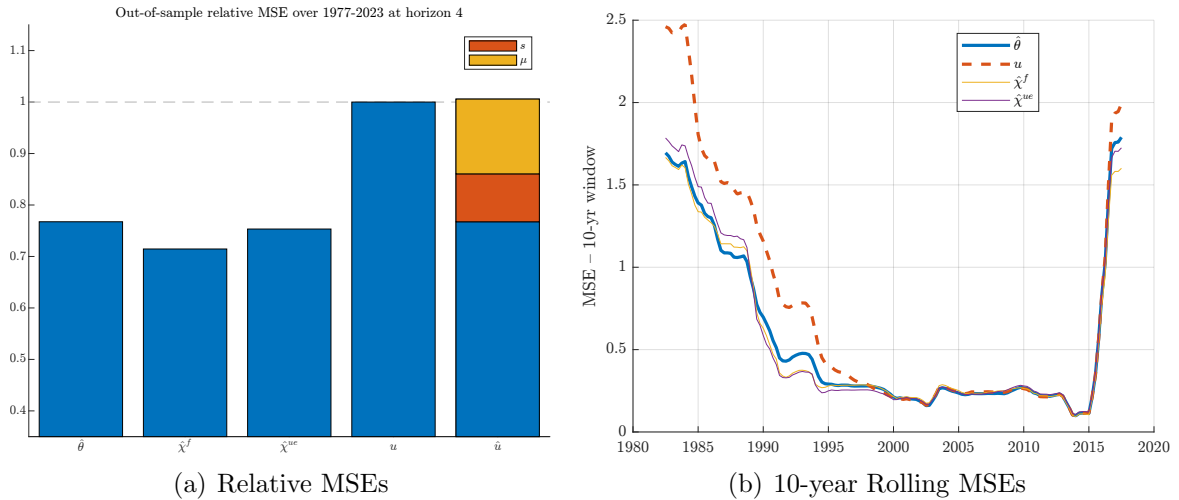 Out-of-sample relative MSE over 1977-2023 at horizon 4
1.1
1
0.9
0.8
0.7
0.6
0.5
0.4
s
μ
θ̂
χ̂^f
χ̂^{ue}
u
û
(a) Relative MSEs
MSE – 10-yr window
2.5
2
1.5
1
0.5
0
θ̂
u
χ̂^f
χ̂^{ue}
1980
1985
1990
1995
2000
2005
2010
2015
2020
(b) 10-year Rolling MSEs